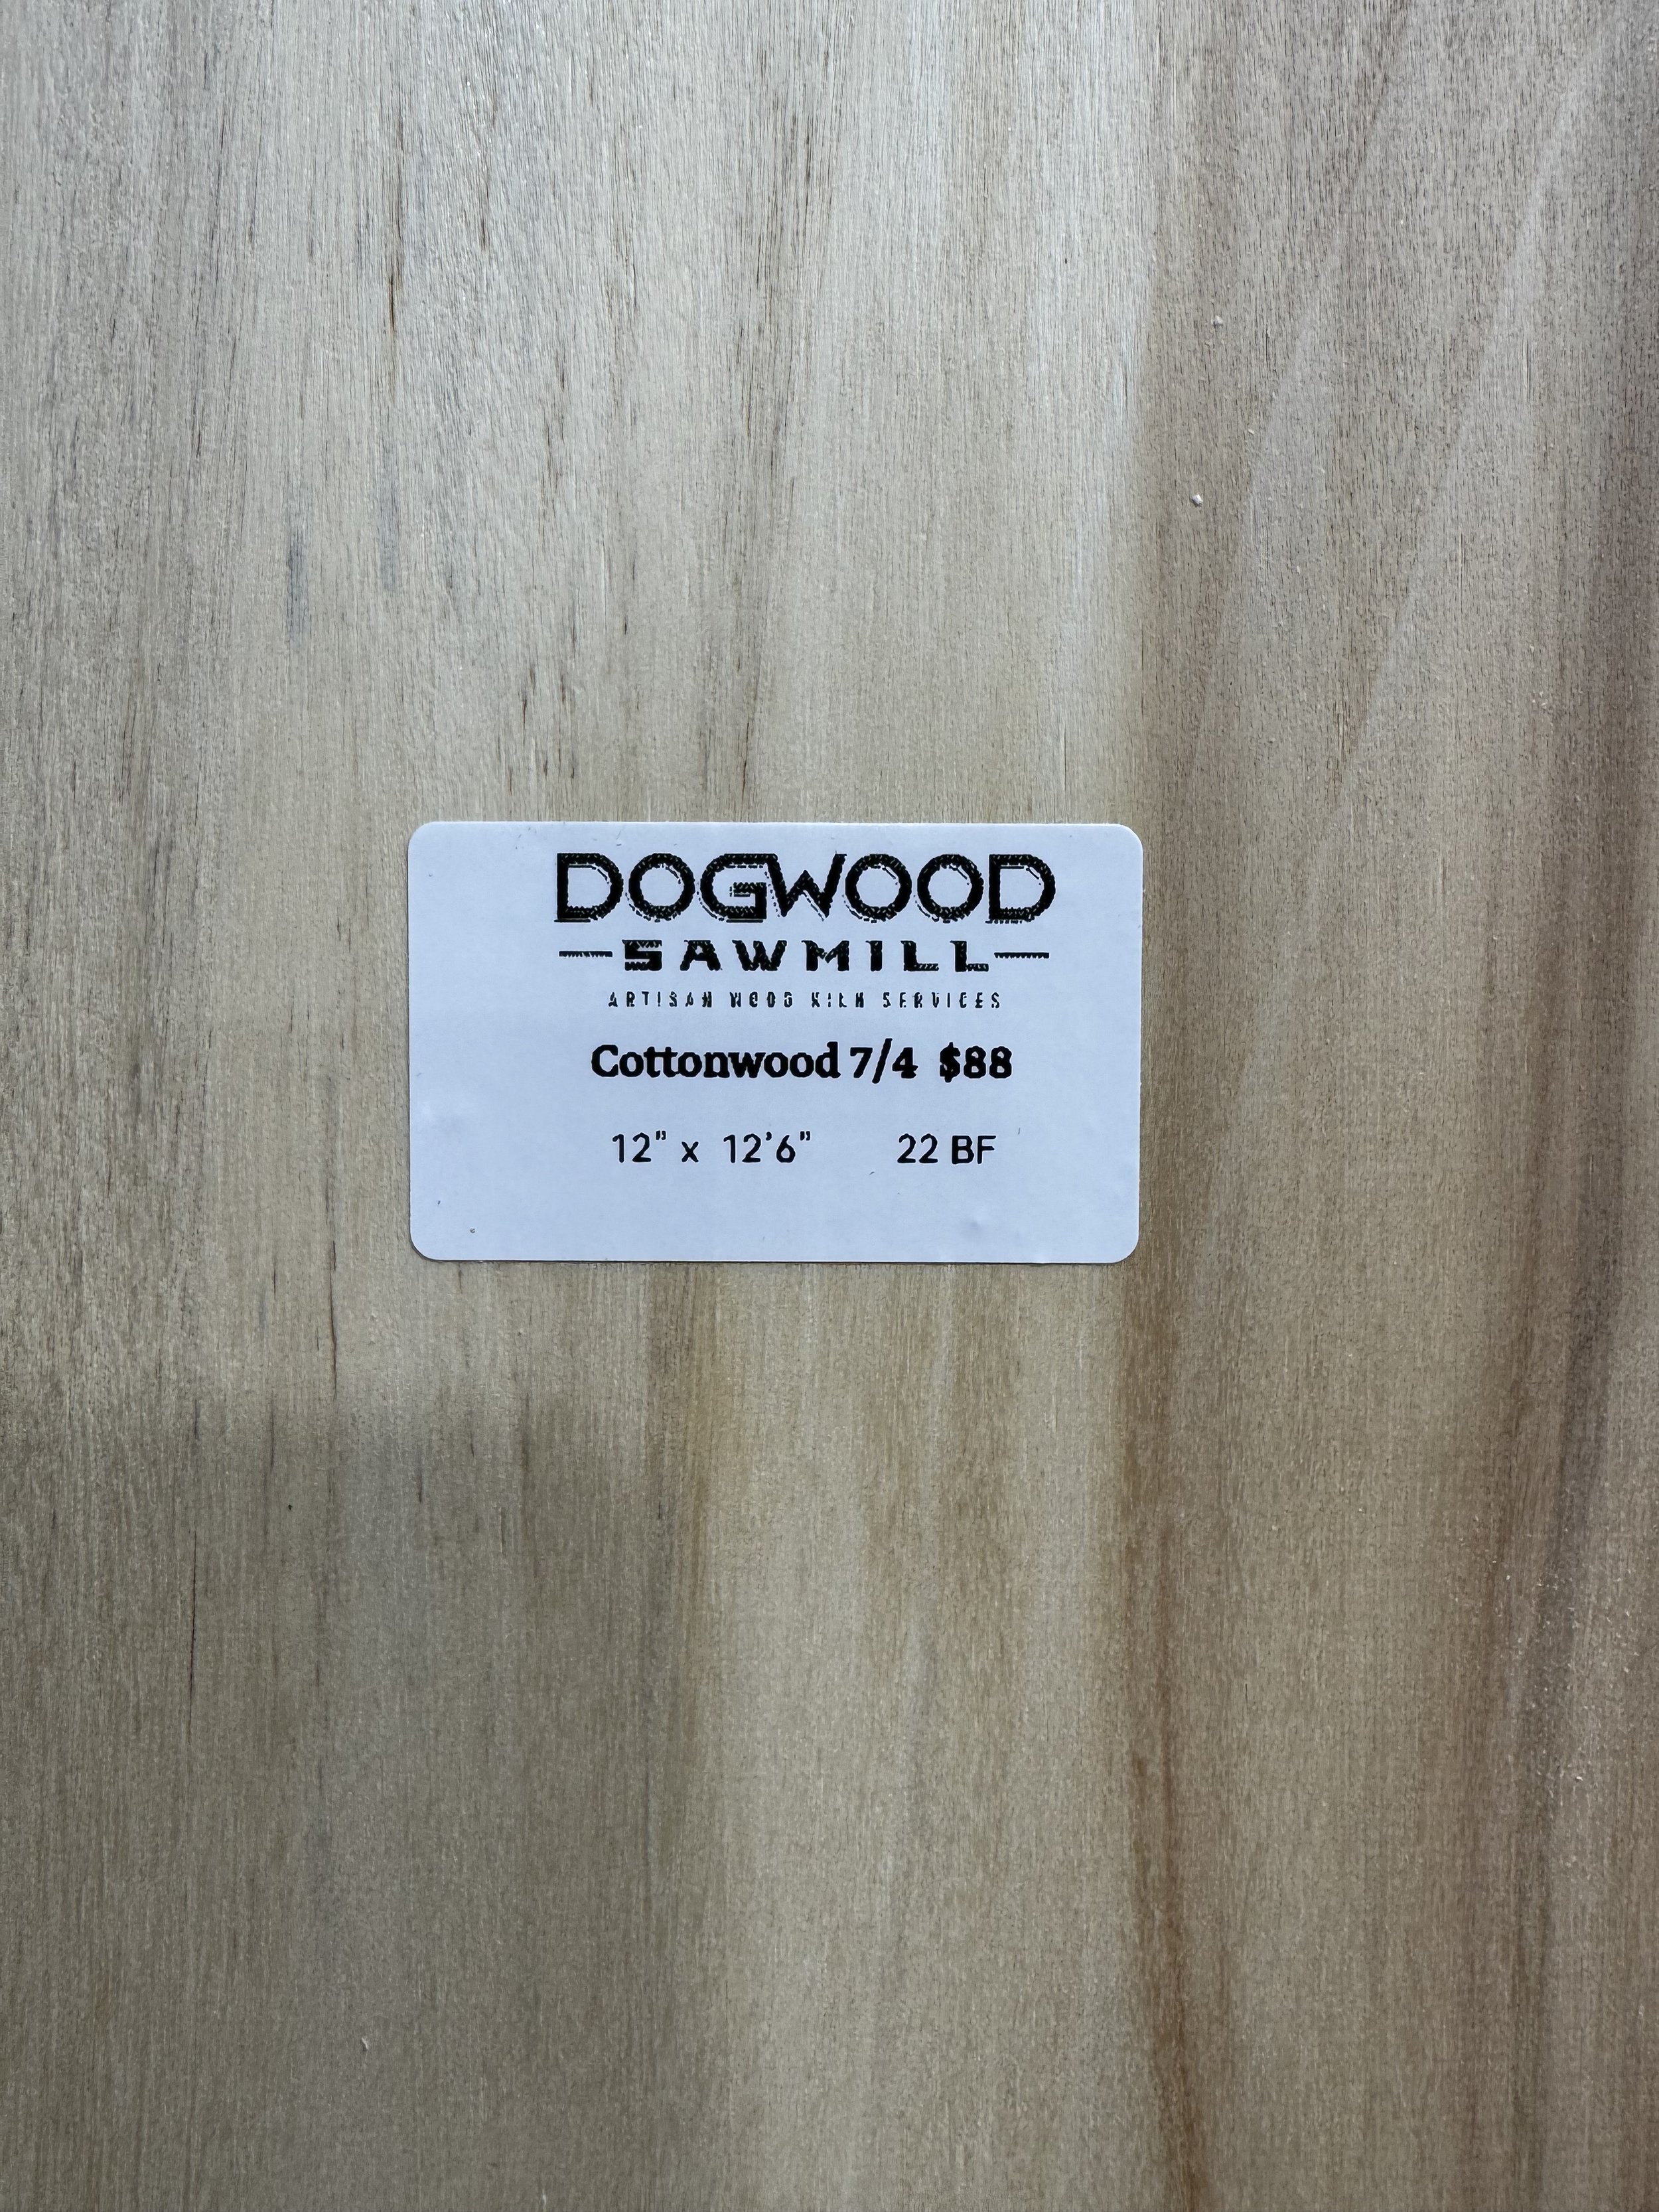 DOGWOOD
SAWMILL
ARTISAN WOOD KILN SERVICES
Cottonwood 7/4 $88
12" x 12'6" 22 BF